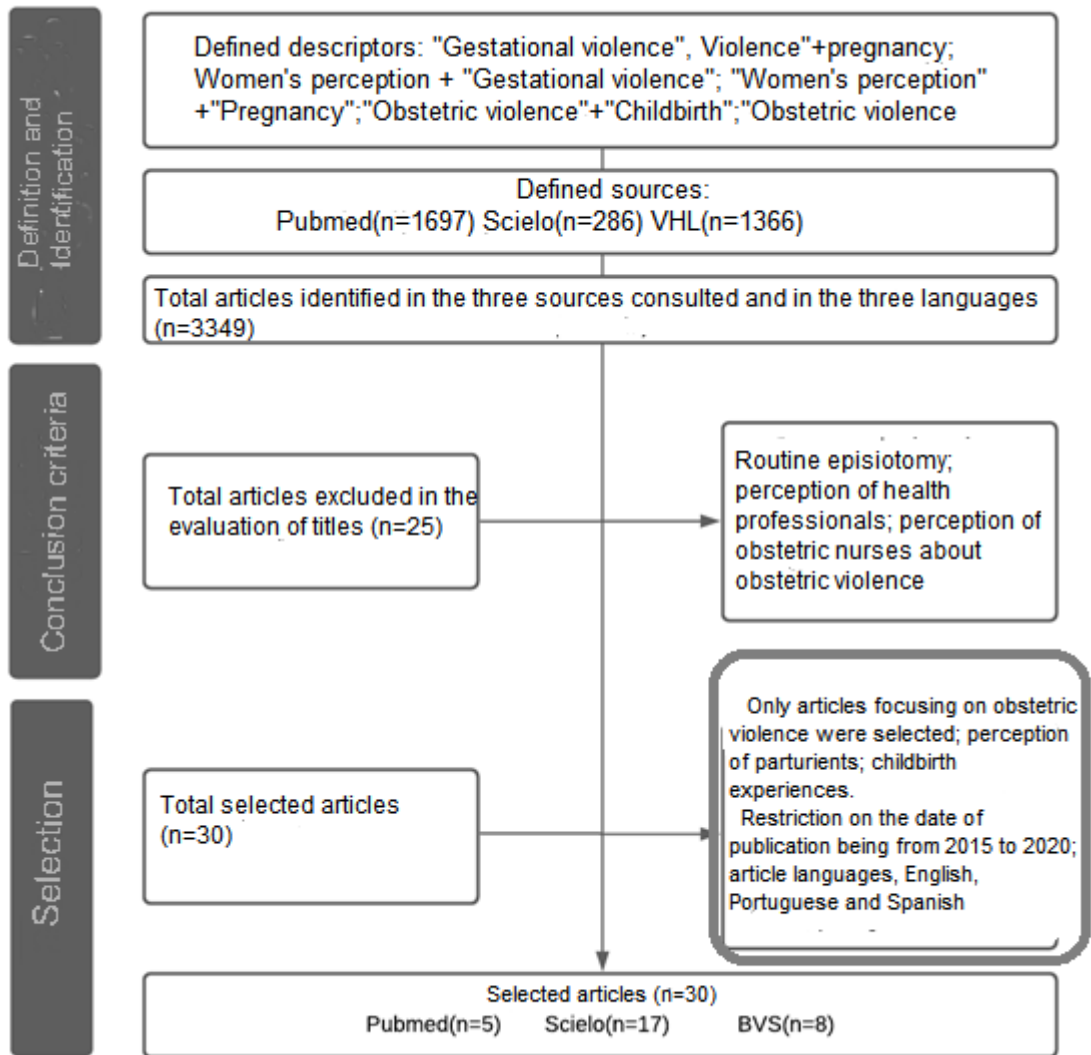 Definition and
Identification
Defined descriptors: "Gestational violence", Violence"+pregnancy;
Women's perception + "Gestational violence"; "Women's perception"
+"Pregnancy";"Obstetric violence"+"Childbirth";"Obstetric violence
Defined sources:
Pubmed(n=1697) Scielo(n=286) VHL(n=1366)
Total articles identified in the three sources consulted and in the three languages
(n=3349)
Conclusion criteria
Total articles excluded in the
evaluation of titles (n=25)
Routine episiotomy;
perception of health
professionals; perception of
obstetric nurses about
obstetric violence
Selection
Total selected articles
(n=30)
Only articles focusing on obstetric
violence were selected; perception
of parturients; childbirth
experiences.
Restriction on the date of
publication being from 2015 to 2020;
article languages, English,
Portuguese and Spanish
Selected articles (n=30)
Pubmed(n=5) Scielo(n=17) BVS(n=8)